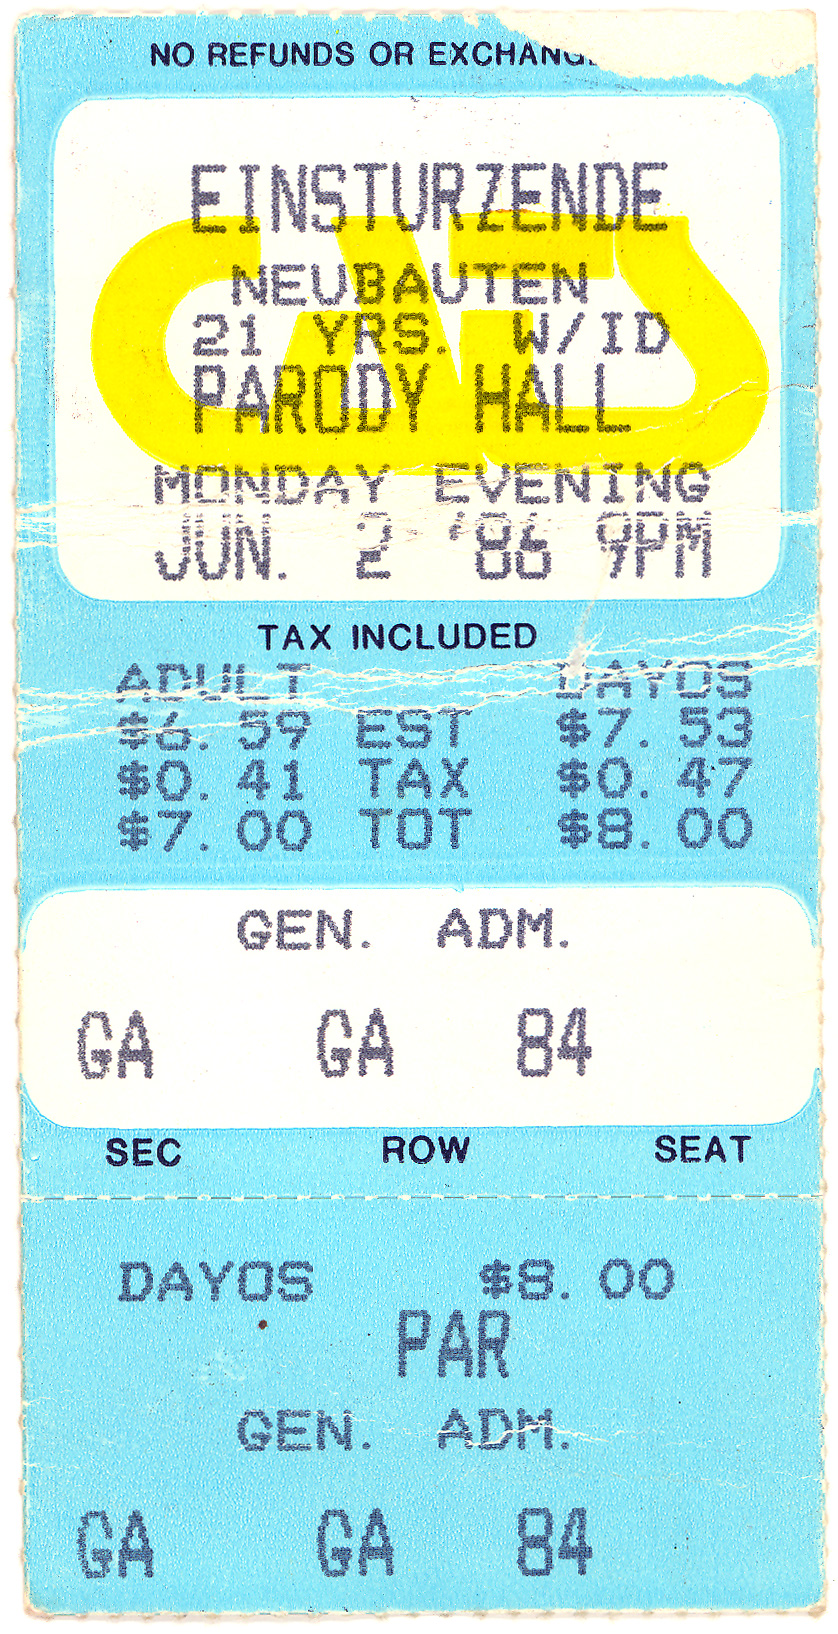 NO REFUNDS OR EXCHANG
EINSTURZENDE
NEUBAUTEN
21 YRS. W/ID
PARODY HALL
MONDAY EVENING
JUN. 2 '86 9PM
CATS
TAX INCLUDED
ADULT DAYOS
$6.59 EST $7.53
$0.41 TAX $0.47
$7.00 TOT $8.00
GEN. ADM.
GA GA 84
SEC ROW SEAT
DAYOS $8.00
PAR
GEN. ADM.
GA GA 84